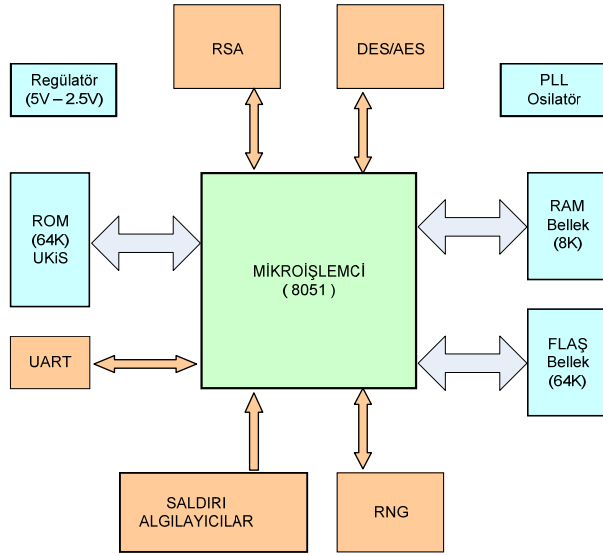 RSA
DES/AES
Regülatör
(5V – 2.5V)
PLL
Osilatör
ROM
(64K)
UKiS
MİKROİŞLEMCİ
( 8051 )
RAM
Bellek
(8K)
UART
FLAŞ
Bellek
(64K)
SALDIRI
ALGILAYICILAR
RNG